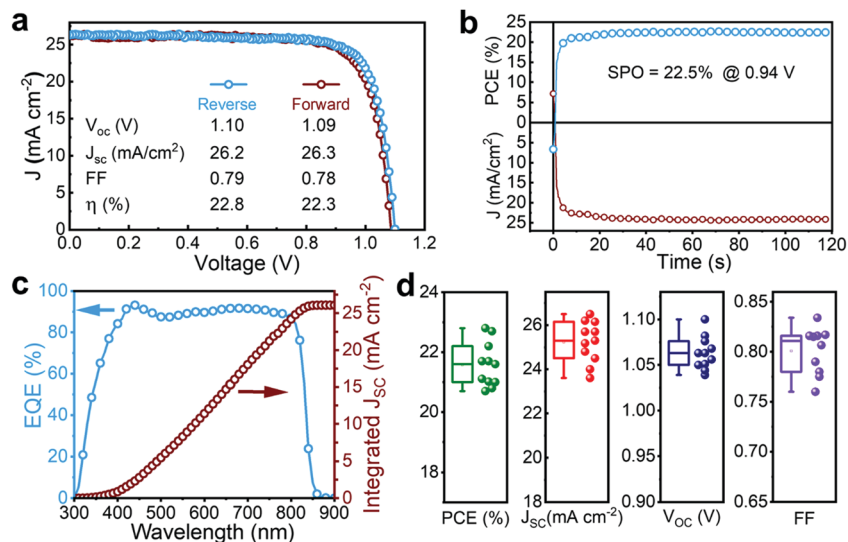 a
J (mA cm⁻²)
25
20
15
10
5
0
Reverse Forward
Voc (V) 1.10 1.09
Jsc (mA/cm²) 26.2 26.3
FF 0.79 0.78
η (%) 22.8 22.3
0.0 0.2 0.4 0.6 0.8 1.0 1.2
Voltage (V)
b
PCE (%)
25
20
15
10
5
0
SPO = 22.5% @ 0.94 V
J (mA/cm²)
5
10
15
20
25
0 20 40 60 80 100 120
Time (s)
c
EQE (%)
100
80
60
40
20
0
Integrated JSC (mA cm⁻²)
25
20
15
10
5
0
300 400 500 600 700 800 900
Wavelength (nm)
d
24
22
20
18
PCE (%)
28
26
24
22
20
18
JSC(mA cm⁻²)
1.10
1.05
1.00
0.95
0.90
VOC (V)
0.85
0.80
0.75
0.70
0.65
FF